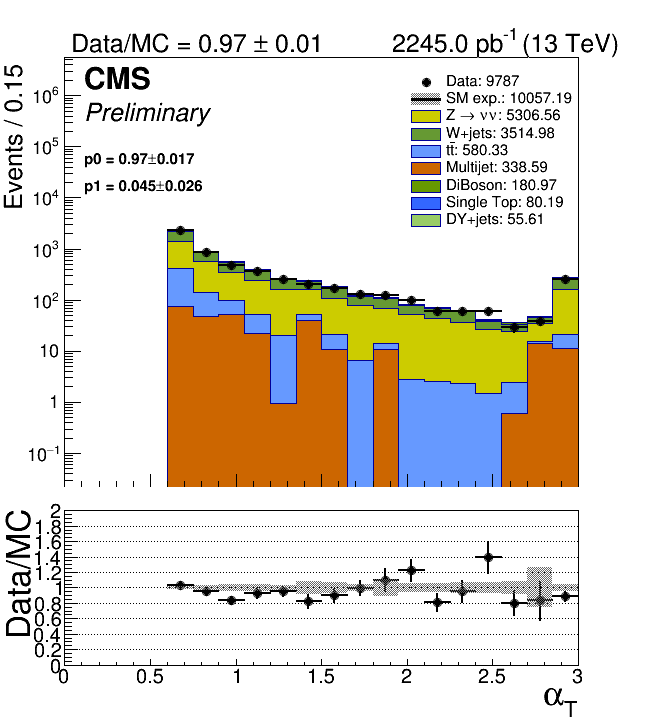 Data/MC = 0.97 ± 0.01
2245.0 pb⁻¹ (13 TeV)
CMS
Preliminary
p0 = 0.97±0.017
p1 = 0.045±0.026
Data: 9787
SM exp.: 10057.19
Z → νν: 5306.56
W+jets: 3514.98
tt̄: 580.33
Multijet: 338.59
DiBoson: 180.97
Single Top: 80.19
DY+jets: 55.61
Events / 0.15
10⁶
10⁵
10⁴
10³
10²
10
1
10⁻¹
Data/MC
2
1.8
1.6
1.4
1.2
1
0.8
0.6
0.4
0.2
0
0 0.5 1 1.5 2 2.5 3
α_T